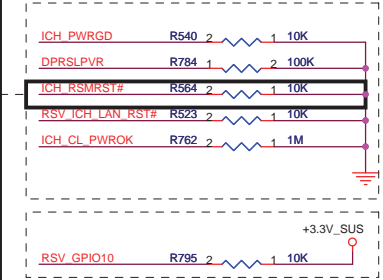 ICH_PWRGD R540 2 1 10K
DPRSLPVR R784 1 2 100K
ICH_RSMRST# R564 2 1 10K
RSV_ICH_LAN_RST# R523 2 1 10K
ICH_CL_PWROK R762 2 1 1M
+3.3V_SUS
RSV_GPIO10 R795 2 1 10K